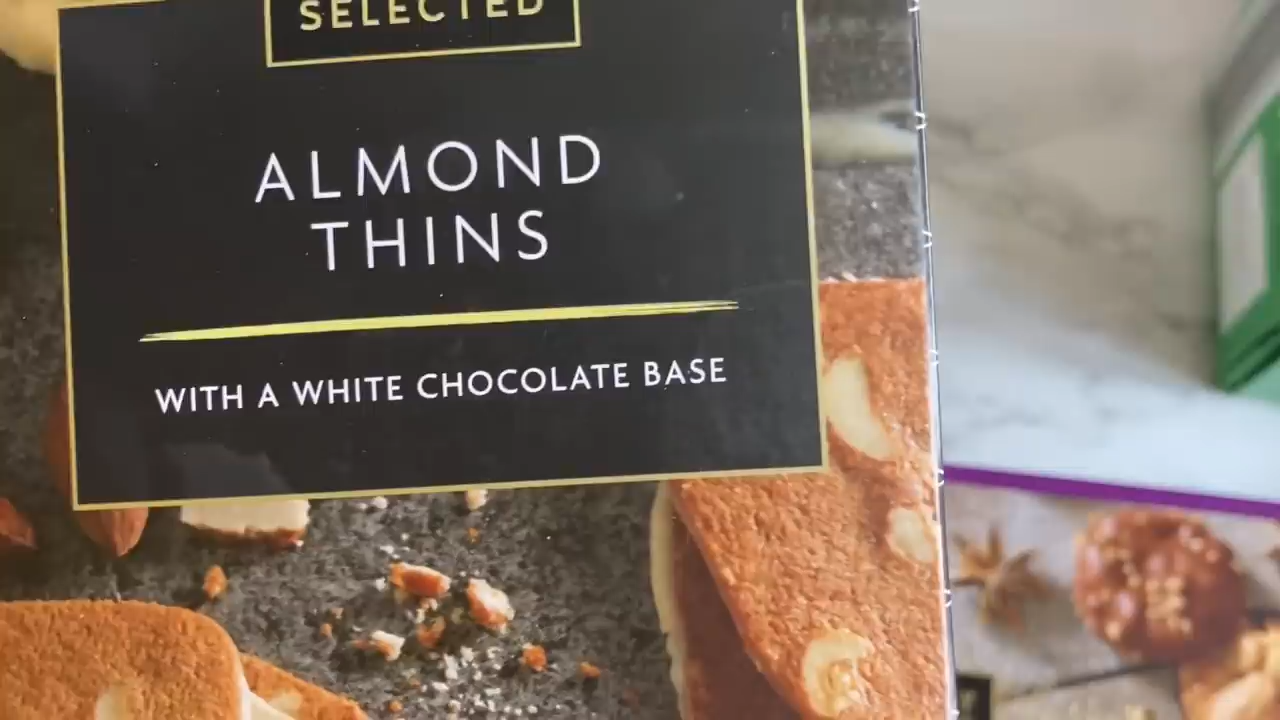 SELECTED
ALMOND
THINS
WITH A WHITE CHOCOLATE BASE